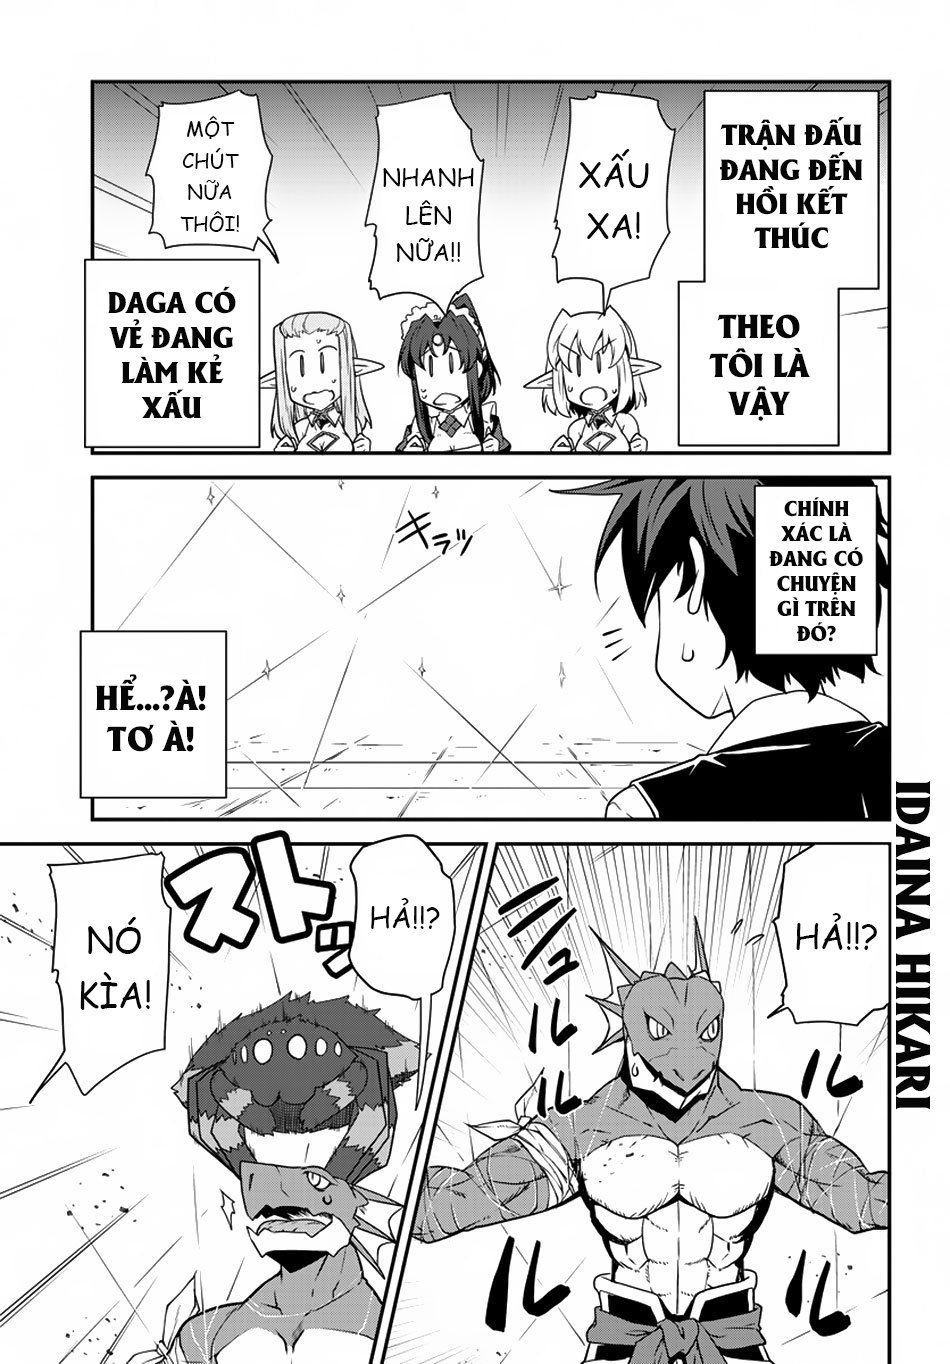 TRẬN ĐẤU
ĐANG ĐẾN
HỒI KẾT
THÚC
THEO
TÔI LÀ
VẬY
XẤU
XA!
NHANH
LÊN
NỮA!!
MỘT
CHÚT
NỮA
THÔI!
DAGA CÓ
VẺ ĐANG
LÀM KẺ
XẤU
CHÍNH
XÁC LÀ
ĐANG CÓ
CHUYỆN
GÌ TRÊN
ĐÓ?
キラッ
HỂ...?À!
TƠ À!
IDAINA HIKARI
HẢ!!?
ルル
ルル
HẢ!!?
ストッ
NÓ
KÌA!